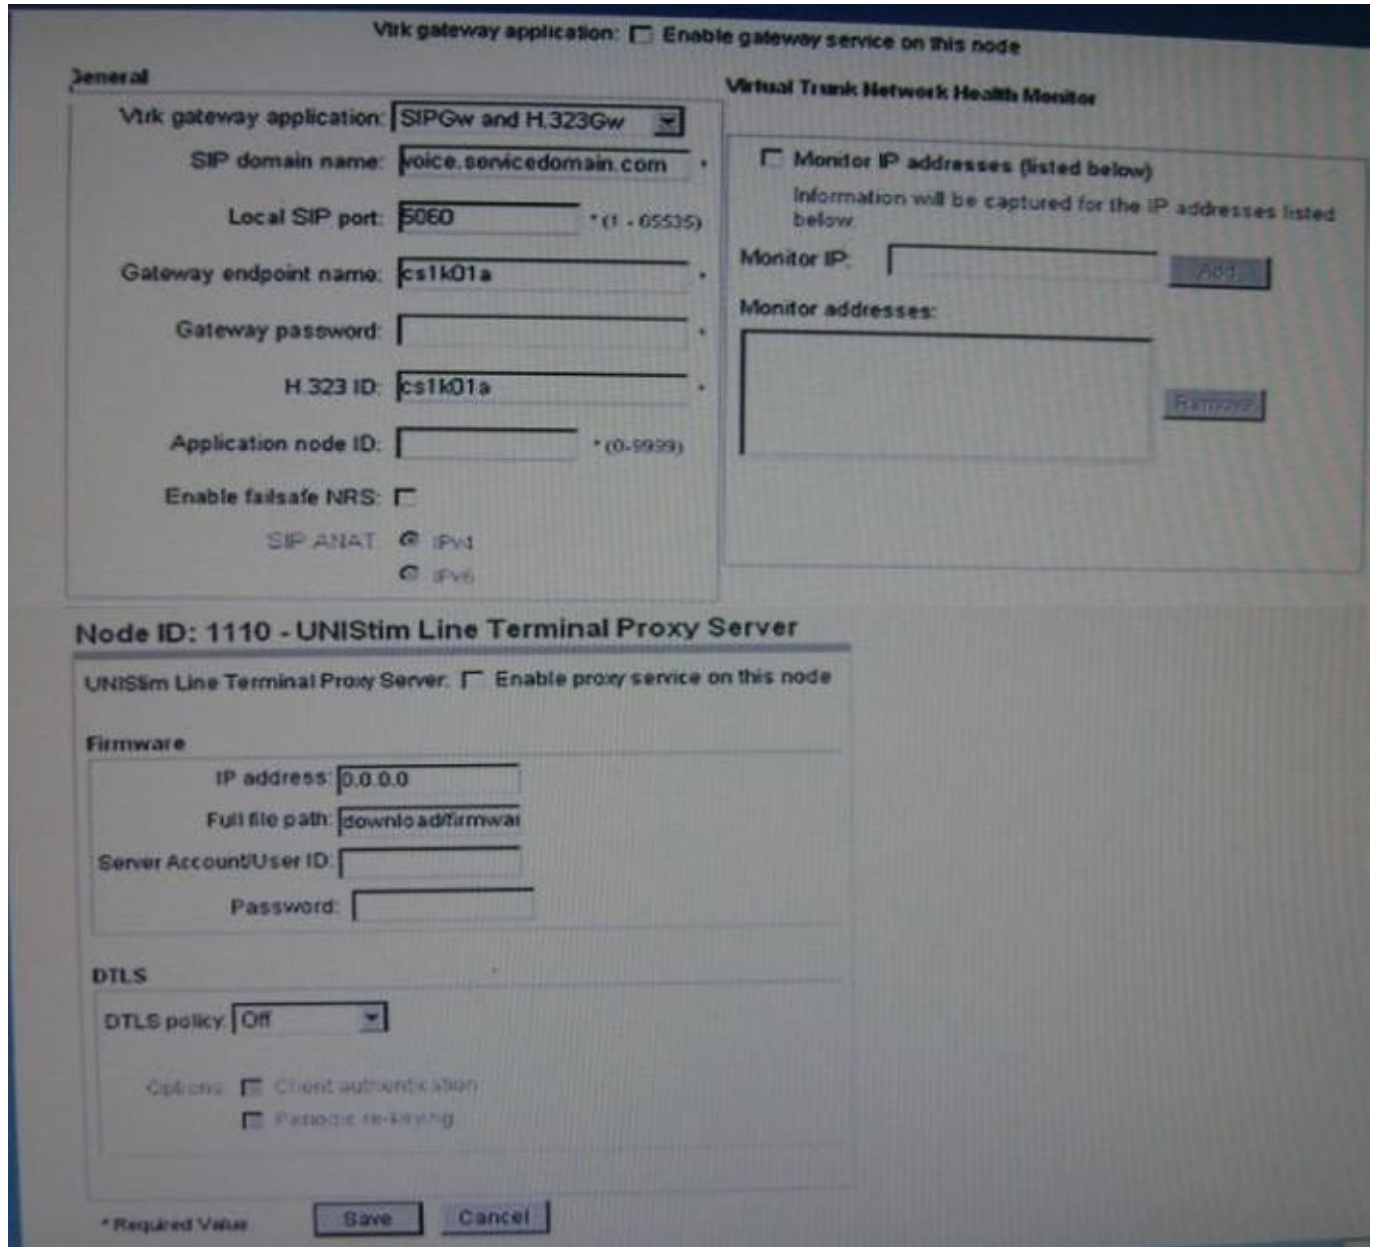 Vtrk gateway application: Enable gateway service on this node
General
Vtrk gateway application: SIPGw and H.323Gw
SIP domain name: voice.servicedomain.com *
Local SIP port: 5060 * (1 - 65535)
Gateway endpoint name: cs1k01a *
Gateway password: *
H.323 ID: cs1k01a *
Application node ID: * (0-9999)
Enable failsafe NRS:
SIP ANAT IPv4
IPv6
Virtual Trunk Network Health Monitor
Monitor IP addresses (listed below)
Information will be captured for the IP addresses listed
below.
Monitor IP: Add
Monitor addresses:
Remove
Node ID: 1110 - UNIStim Line Terminal Proxy Server
UNIStim Line Terminal Proxy Server: Enable proxy service on this node
Firmware
IP address: 0.0.0.0
Full file path: download/firmwar
Server Account/User ID:
Password:
DTLS
DTLS policy: Off
Options: Client authentication
Periodic re-keying
* Required Value Save Cancel